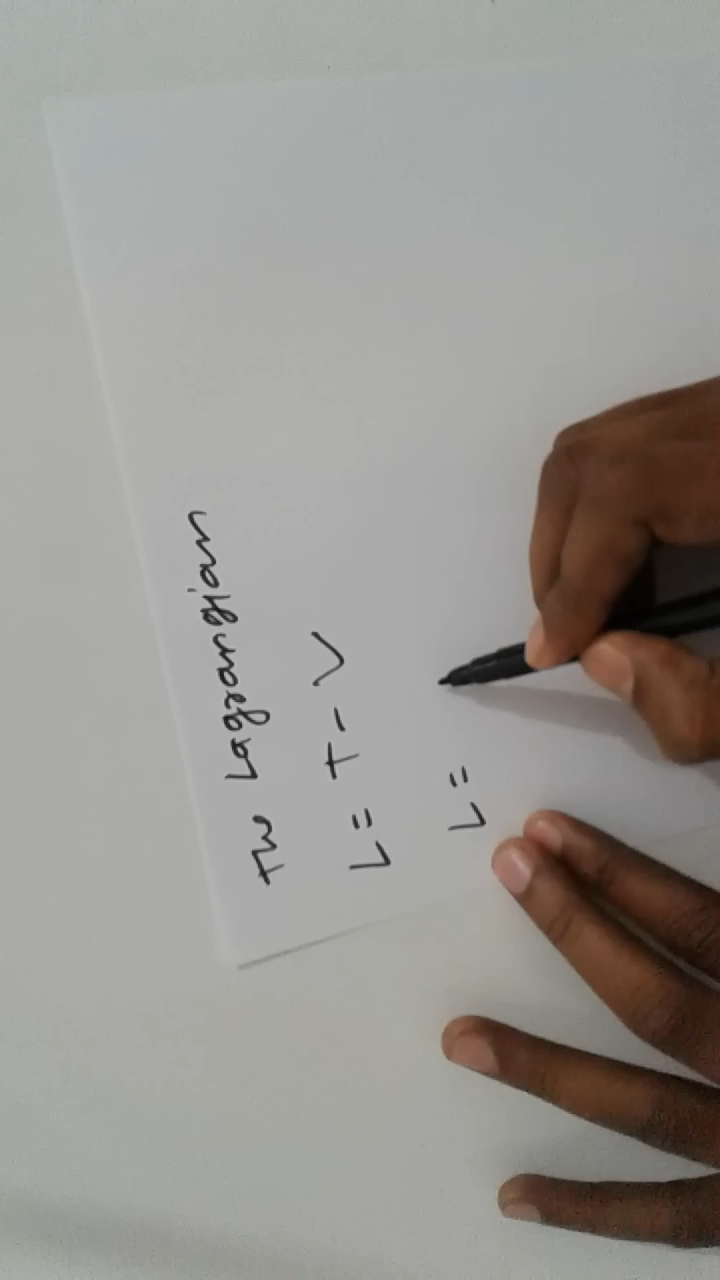 The Lagrangian
L = T - V
L =